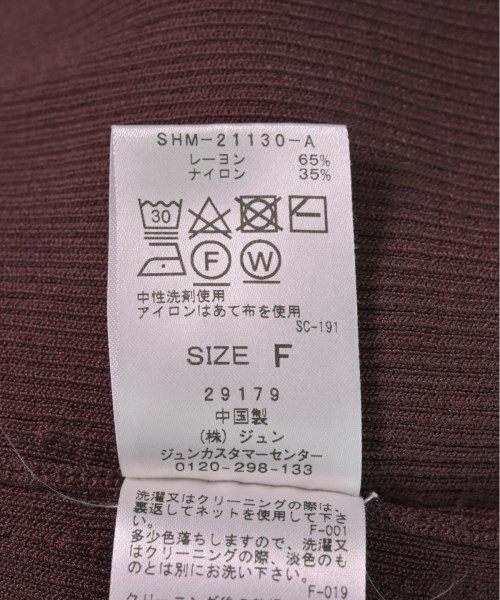 SHM-21130-A
レーヨン 65%
ナイロン 35%
30
F W
中性洗剤使用
アイロンはあて布を使用
SC-191
SIZE F
29179
中国製
(株)ジュン
ジュンカスタマーセンター
0120-298-133
洗濯又はクリーニングの際は、
裏返してネットを使用して下さ
い。
F-001
多少色落ちしますので、洗濯又
はクリーニングの際、淡色のも
のとは別にお洗い下さい。
F-019